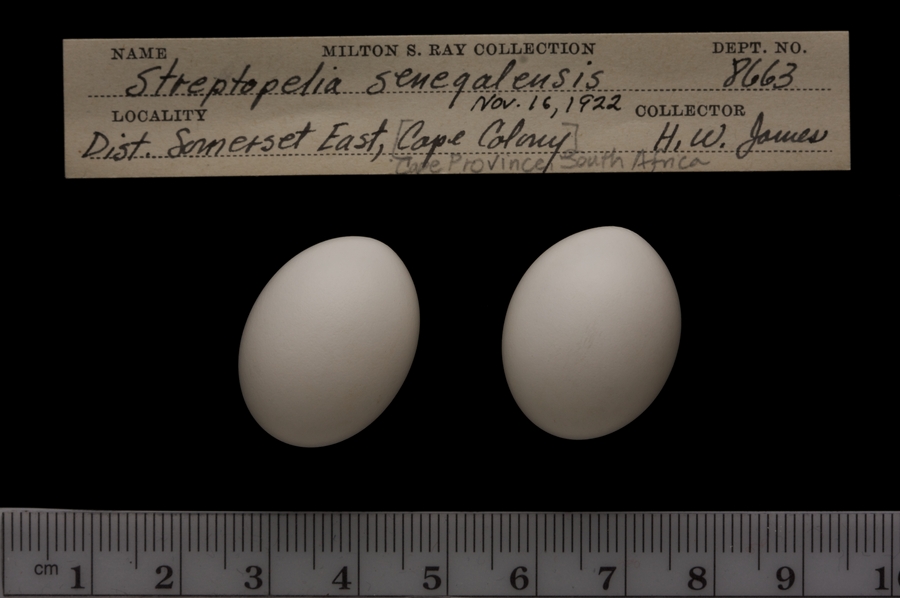 NAME MILTON S. RAY COLLECTION DEPT. NO.
Streptopelia senegalensis 8663
Nov. 16, 1922
LOCALITY COLLECTOR
Dist. Somerset East, [Cape Colony] H. W. James
Cape Province, South Africa
cm 1 2 3 4 5 6 7 8 9 1